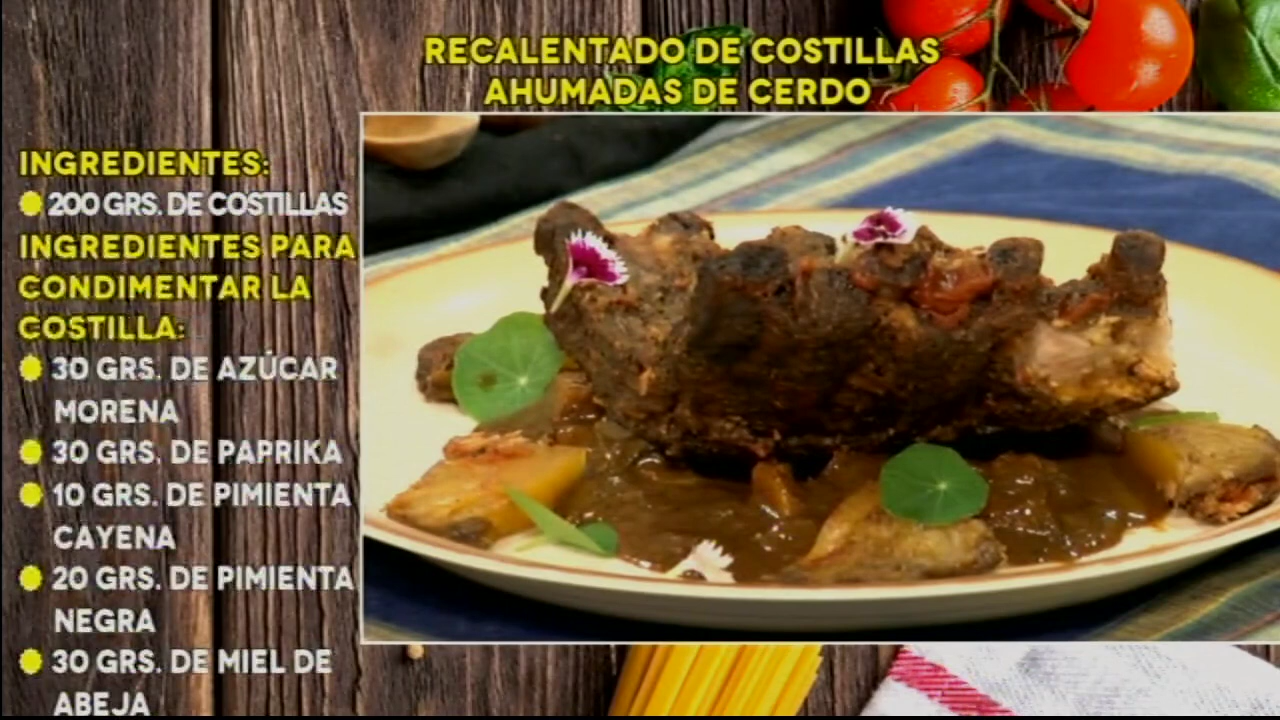 RECALENTADO DE COSTILLAS
AHUMADAS DE CERDO
INGREDIENTES:
200 GRS. DE COSTILLAS
INGREDIENTES PARA
CONDIMENTAR LA
COSTILLA:
30 GRS. DE AZÚCAR
MORENA
30 GRS. DE PAPRIKA
10 GRS. DE PIMIENTA
CAYENA
20 GRS. DE PIMIENTA
NEGRA
30 GRS. DE MIEL DE
ABEJA